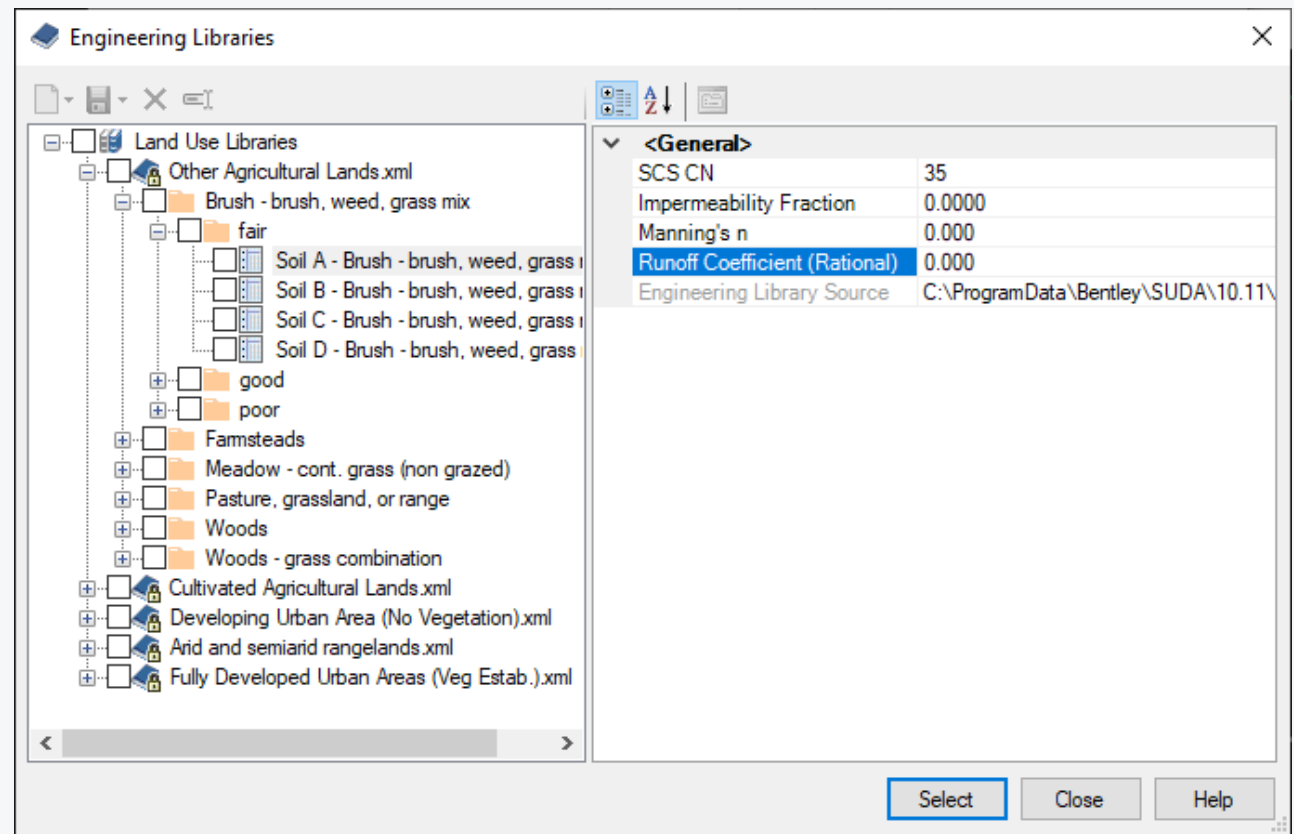 Engineering Libraries
Land Use Libraries
Other Agricultural Lands.xml
Brush - brush, weed, grass mix
fair
Soil A - Brush - brush, weed, grass
Soil B - Brush - brush, weed, grass
Soil C - Brush - brush, weed, grass
Soil D - Brush - brush, weed, grass
good
poor
Farmsteads
Meadow - cont. grass (non grazed)
Pasture, grassland, or range
Woods
Woods - grass combination
Cultivated Agricultural Lands.xml
Developing Urban Area (No Vegetation).xml
Arid and semiarid rangelands.xml
Fully Developed Urban Areas (Veg Estab.).xml
<General>
SCS CN 35
Impermeability Fraction 0.0000
Manning's n 0.000
Runoff Coefficient (Rational) 0.000
Engineering Library Source C:\ProgramData\Bentley\SUDA\10.11\
Select Close Help